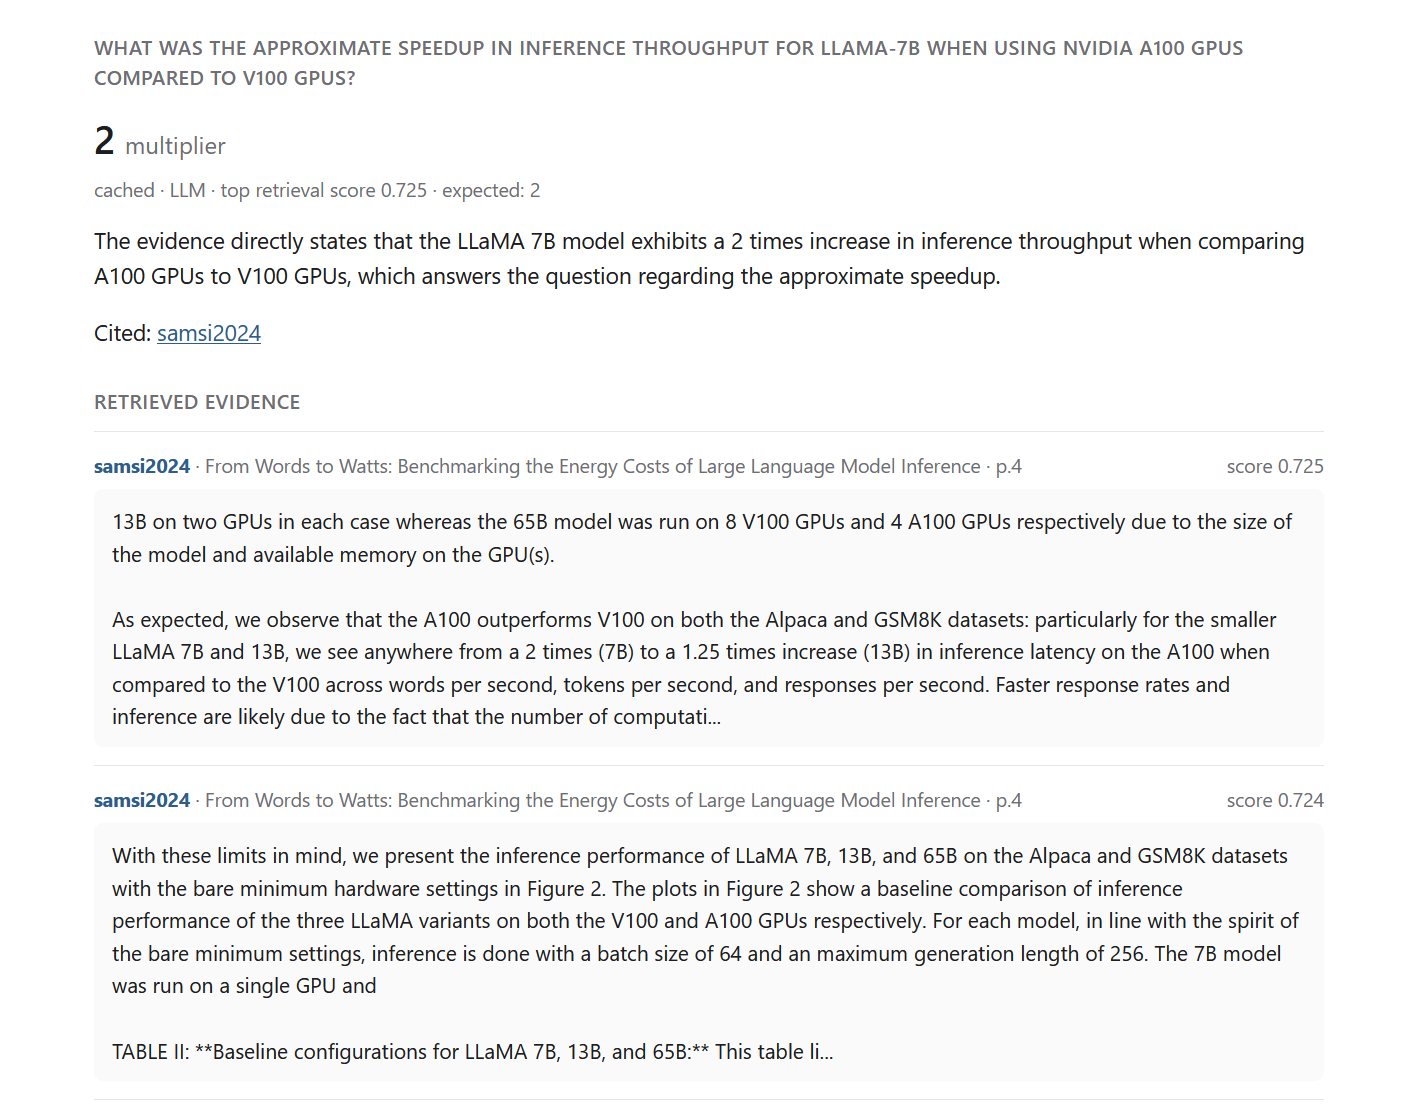 WHAT WAS THE APPROXIMATE SPEEDUP IN INFERENCE THROUGHPUT FOR LLAMA-7B WHEN USING NVIDIA A100 GPUS
COMPARED TO V100 GPUS?
2 multiplier
cached · LLM · top retrieval score 0.725 · expected: 2
The evidence directly states that the LLaMA 7B model exhibits a 2 times increase in inference throughput when comparing
A100 GPUs to V100 GPUs, which answers the question regarding the approximate speedup.
Cited: samsi2024
RETRIEVED EVIDENCE
samsi2024 · From Words to Watts: Benchmarking the Energy Costs of Large Language Model Inference · p.4 score 0.725
13B on two GPUs in each case whereas the 65B model was run on 8 V100 GPUs and 4 A100 GPUs respectively due to the size of
the model and available memory on the GPU(s).
As expected, we observe that the A100 outperforms V100 on both the Alpaca and GSM8K datasets: particularly for the smaller
LLaMA 7B and 13B, we see anywhere from a 2 times (7B) to a 1.25 times increase (13B) in inference latency on the A100 when
compared to the V100 across words per second, tokens per second, and responses per second. Faster response rates and
inference are likely due to the fact that the number of computati...
samsi2024 · From Words to Watts: Benchmarking the Energy Costs of Large Language Model Inference · p.4 score 0.724
With these limits in mind, we present the inference performance of LLaMA 7B, 13B, and 65B on the Alpaca and GSM8K datasets
with the bare minimum hardware settings in Figure 2. The plots in Figure 2 show a baseline comparison of inference
performance of the three LLaMA variants on both the V100 and A100 GPUs respectively. For each model, in line with the spirit of
the bare minimum settings, inference is done with a batch size of 64 and an maximum generation length of 256. The 7B model
was run on a single GPU and
TABLE II: **Baseline configurations for LLaMA 7B, 13B, and 65B:** This table li...